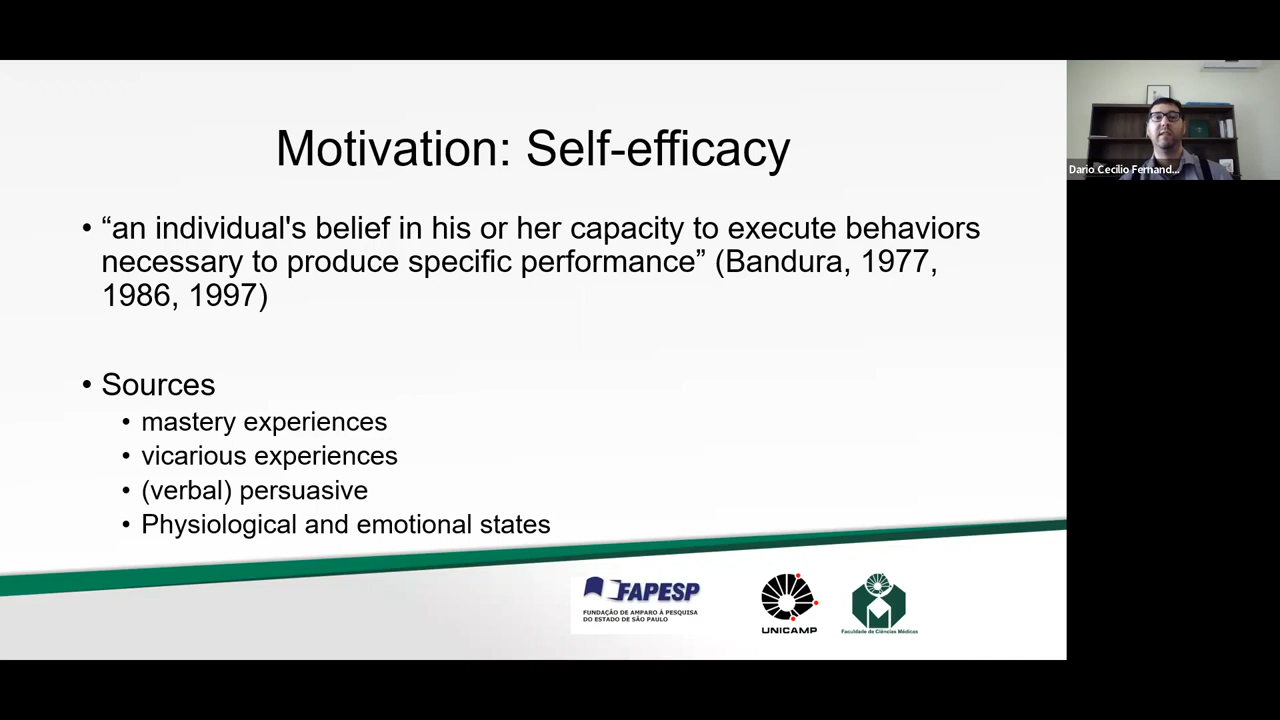 Motivation: Self-efficacy
• “an individual's belief in his or her capacity to execute behaviors
necessary to produce specific performance” (Bandura, 1977,
1986, 1997)
• Sources
• mastery experiences
• vicarious experiences
• (verbal) persuasive
• Physiological and emotional states
FAPESP
FUNDAÇÃO DE AMPARO À PESQUISA
DO ESTADO DE SÃO PAULO
UNICAMP
Faculdade de Ciências Médicas
Dario Cecilio Fernand...